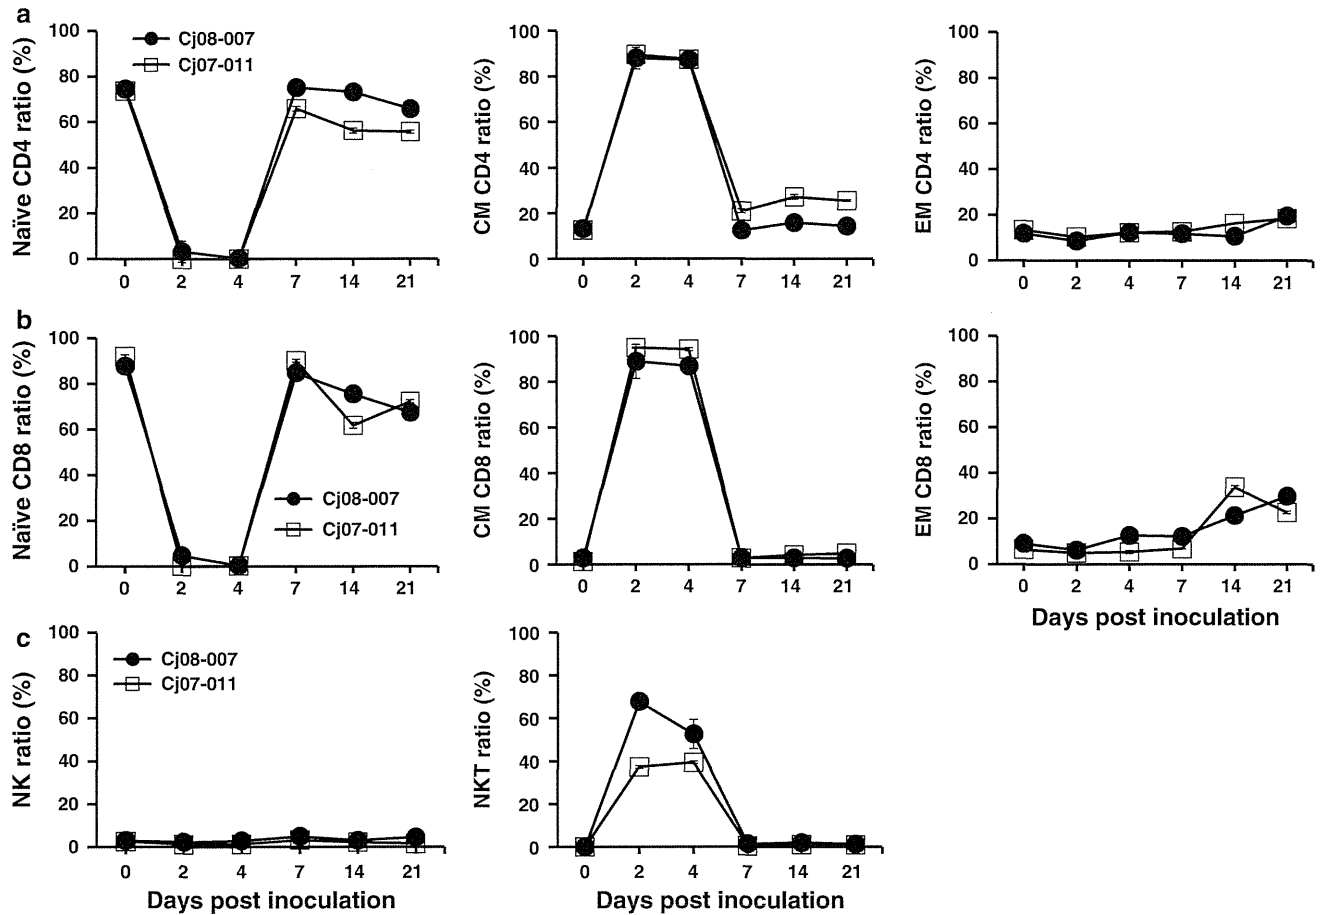 a
Naïve CD4 ratio (%)
100
80
60
40
20
0
0 2 4 7 14 21
Cj08-007
Cj07-011
CM CD4 ratio (%)
100
80
60
40
20
0
0 2 4 7 14 21
EM CD4 ratio (%)
100
80
60
40
20
0
0 2 4 7 14 21
b
Naïve CD8 ratio (%)
100
80
60
40
20
0
0 2 4 7 14 21
Cj08-007
Cj07-011
CM CD8 ratio (%)
100
80
60
40
20
0
0 2 4 7 14 21
EM CD8 ratio (%)
100
80
60
40
20
0
0 2 4 7 14 21
Days post inoculation
c
NK ratio (%)
100
80
60
40
20
0
0 2 4 7 14 21
Cj08-007
Cj07-011
Days post inoculation
NKT ratio (%)
100
80
60
40
20
0
0 2 4 7 14 21
Days post inoculation